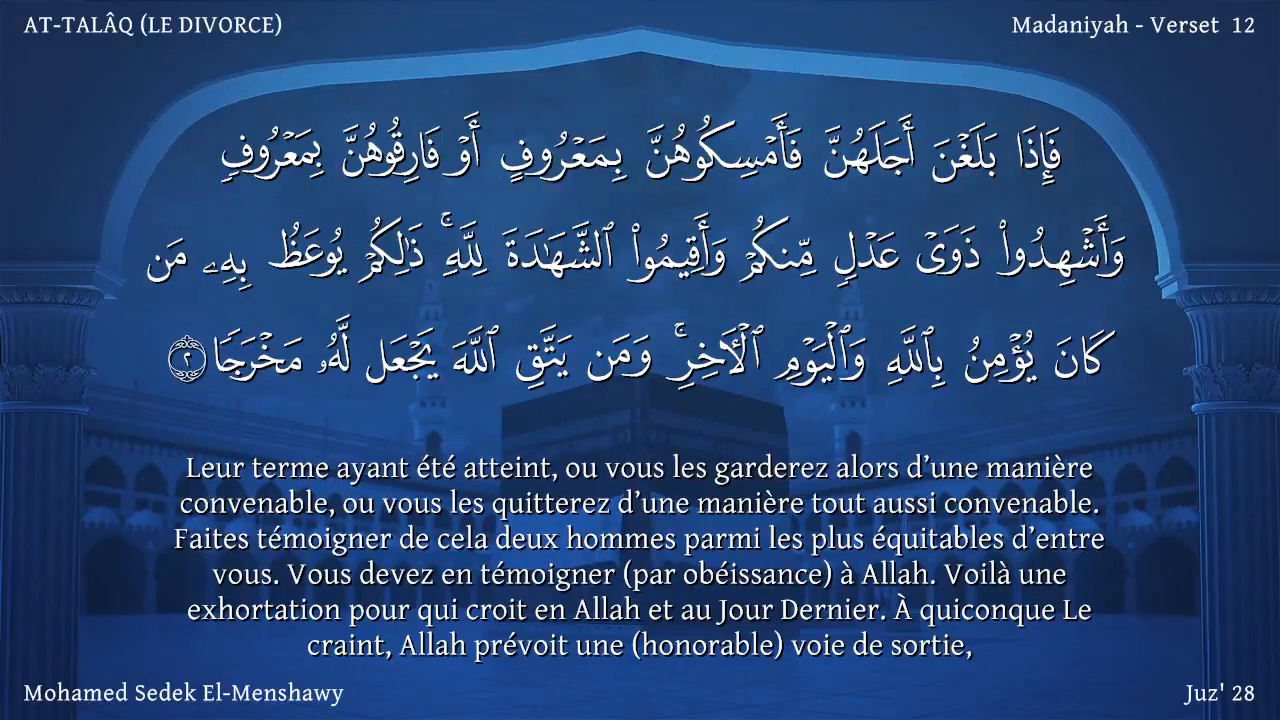 AT-TALÂQ (LE DIVORCE)
Madaniyah - Verset 12
فَإِذَا بَلَغْنَ أَجَلَهُنَّ فَأَمْسِكُوهُنَّ بِمَعْرُوفٍ أَوْ فَارِقُوهُنَّ بِمَعْرُوفٍ
وَأَشْهِدُوا۟ ذَوَىْ عَدْلٍ مِّنكُمْ وَأَقِيمُوا۟ ٱلشَّهَـٰدَةَ لِلَّهِ ۚ ذَٰلِكُمْ يُوعَظُ بِهِۦ مَن
كَانَ يُؤْمِنُ بِٱللَّهِ وَٱلْيَوْمِ ٱلْـَٔاخِرِ ۚ وَمَن يَتَّقِ ٱللَّهَ يَجْعَل لَّهُۥ مَخْرَجًا ٢
Leur terme ayant été atteint, ou vous les garderez alors d’une manière
convenable, ou vous les quitterez d’une manière tout aussi convenable.
Faites témoigner de cela deux hommes parmi les plus équitables d’entre
vous. Vous devez en témoigner (par obéissance) à Allah. Voilà une
exhortation pour qui croit en Allah et au Jour Dernier. À quiconque Le
craint, Allah prévoit une (honorable) voie de sortie,
Mohamed Sedek El-Menshawy
Juz' 28